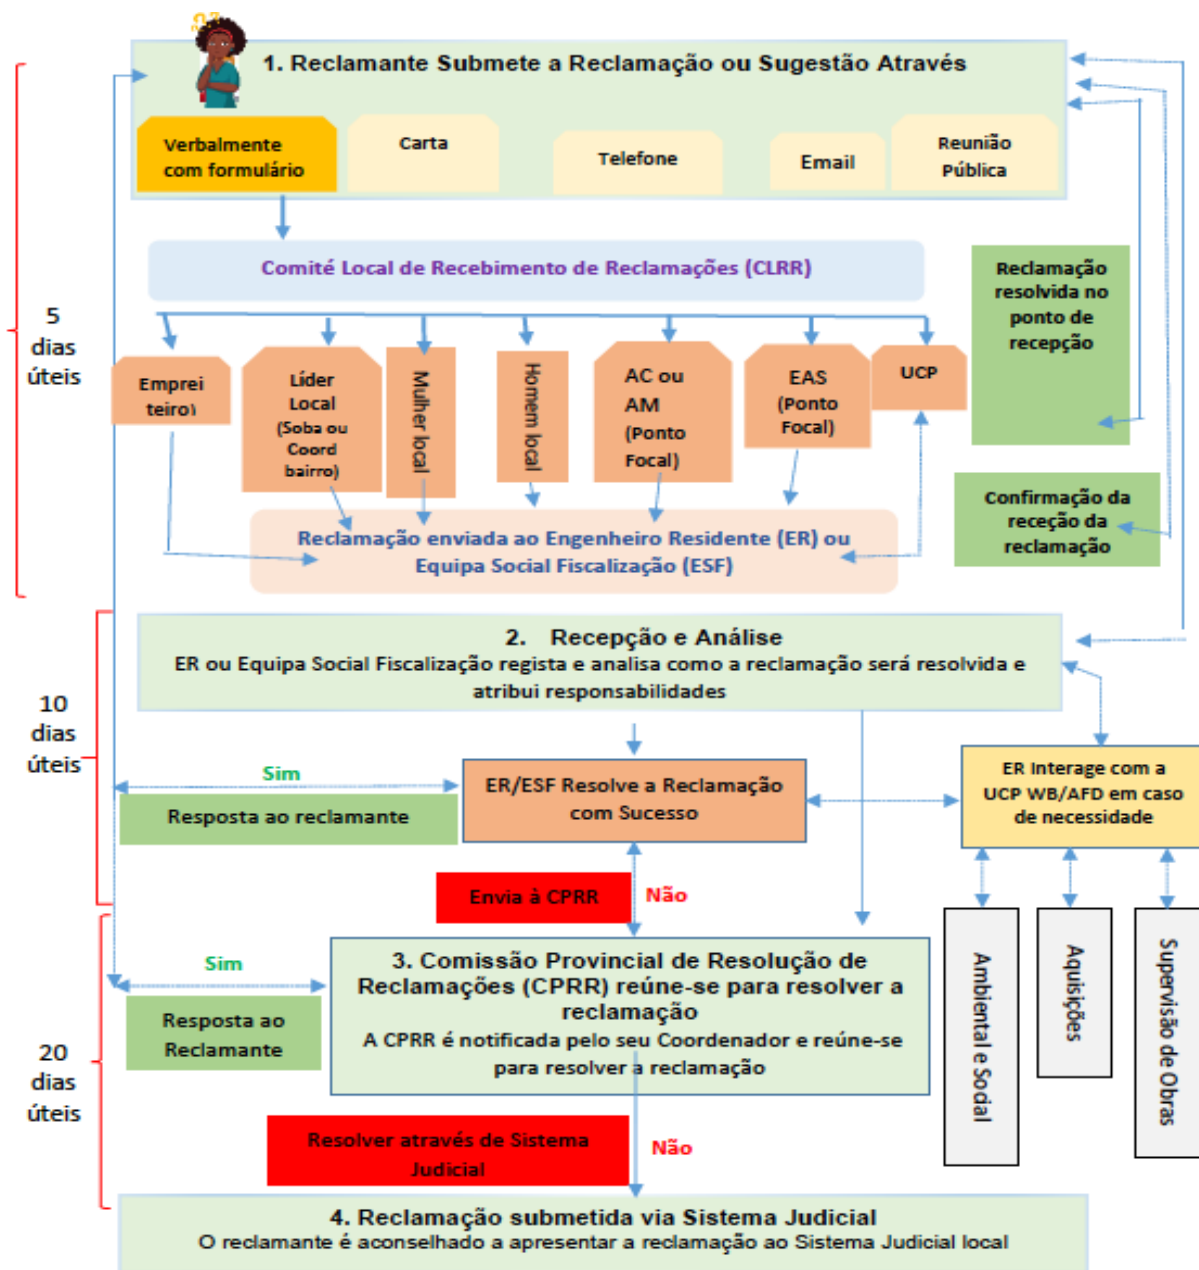 1. Reclamante Submete a Reclamação ou Sugestão Através
Verbalmente
com formulário
Carta
Telefone
Email
Reunião
Pública
Comité Local de Recebimento de Reclamações (CLRR)
Reclamação
resolvida no
ponto de
recepção
5
dias
úteis
Emprei
teiro)
Líder
Local
(Soba ou
Coord
bairro)
Mulher local
Homem local
AC ou
AM
(Ponto
Focal)
EAS
(Ponto
Focal)
UCP
Confirmação da
receção da
reclamação
Reclamação enviada ao Engenheiro Residente (ER) ou
Equipa Social Fiscalização (ESF)
2. Recepção e Análise
ER ou Equipa Social Fiscalização regista e analisa como a reclamação será resolvida e
atribui responsabilidades
10
dias
úteis
Sim
Resposta ao reclamante
ER/ESF Resolve a Reclamação
com Sucesso
ER Interage com a
UCP WB/AFD em caso
de necessidade
Envia à CPRR
Não
Ambiental e Social
Aquisições
Supervisão de Obras
3. Comissão Provincial de Resolução de
Reclamações (CPRR) reúne-se para resolver a
reclamação
A CPRR é notificada pelo seu Coordenador e reúne-se
para resolver a reclamação
Sim
Resposta ao
Reclamante
20
dias
úteis
Resolver através de Sistema
Judicial
Não
4. Reclamação submetida via Sistema Judicial
O reclamante é aconselhado a apresentar a reclamação ao Sistema Judicial local